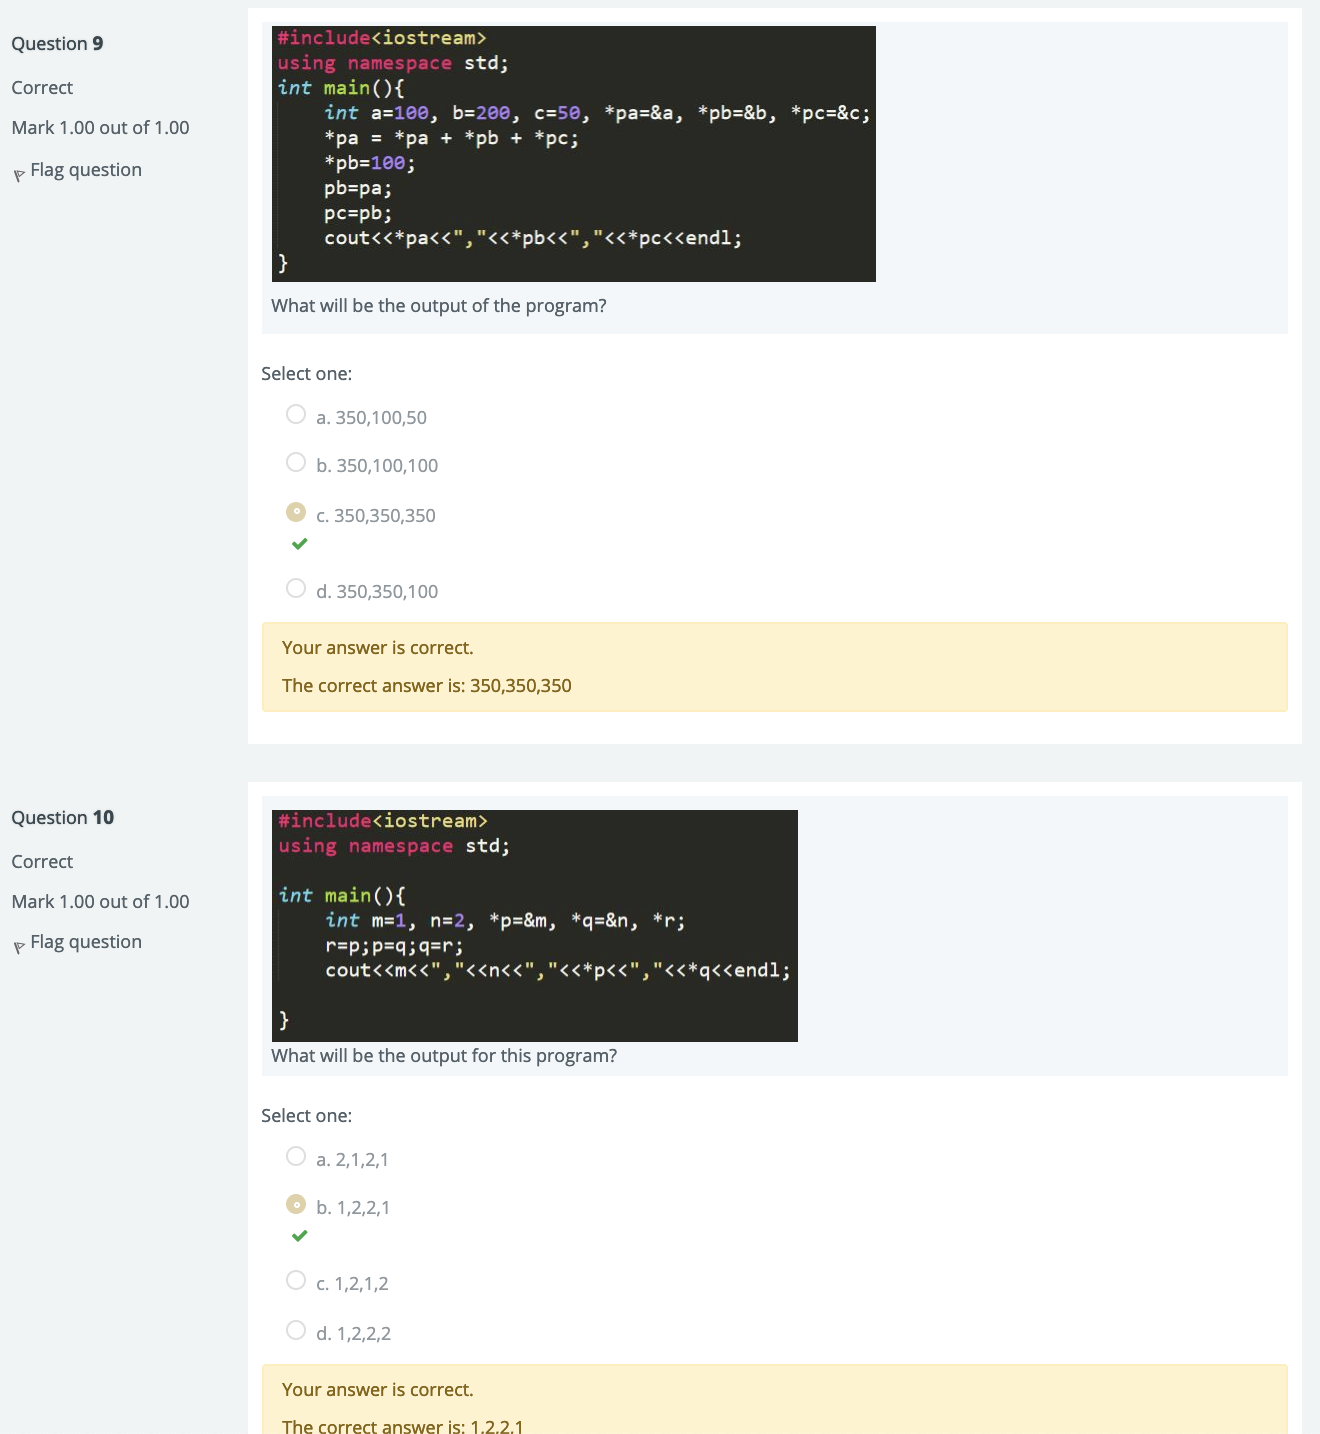 Question 9
Correct
Mark 1.00 out of 1.00
Flag question
#include<iostream>
using namespace std;
int main(){
    int a=100, b=200, c=50, *pa=&a, *pb=&b, *pc=&c;
    *pa = *pa + *pb + *pc;
    *pb=100;
    pb=pa;
    pc=pb;
    cout<<*pa<<","<<*pb<<","<<*pc<<endl;
}
What will be the output of the program?
Select one:
a. 350,100,50
b. 350,100,100
c. 350,350,350
d. 350,350,100
Your answer is correct.
The correct answer is: 350,350,350
Question 10
Correct
Mark 1.00 out of 1.00
Flag question
#include<iostream>
using namespace std;
int main(){
    int m=1, n=2, *p=&m, *q=&n, *r;
    r=p;p=q;q=r;
    cout<<m<<","<<n<<","<<*p<<","<<*q<<endl;
}
What will be the output for this program?
Select one:
a. 2,1,2,1
b. 1,2,2,1
c. 1,2,1,2
d. 1,2,2,2
Your answer is correct.
The correct answer is: 1,2,2,1